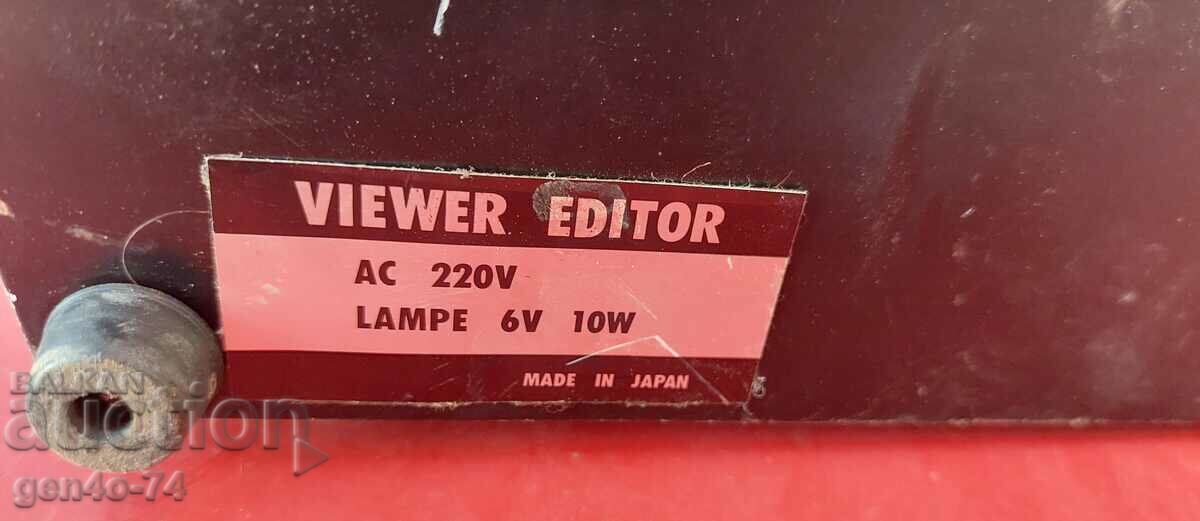 VIEWER EDITOR
AC 220V
LAMPE 6V 10W
MADE IN JAPAN
BALKAN
auction
gen4o-74